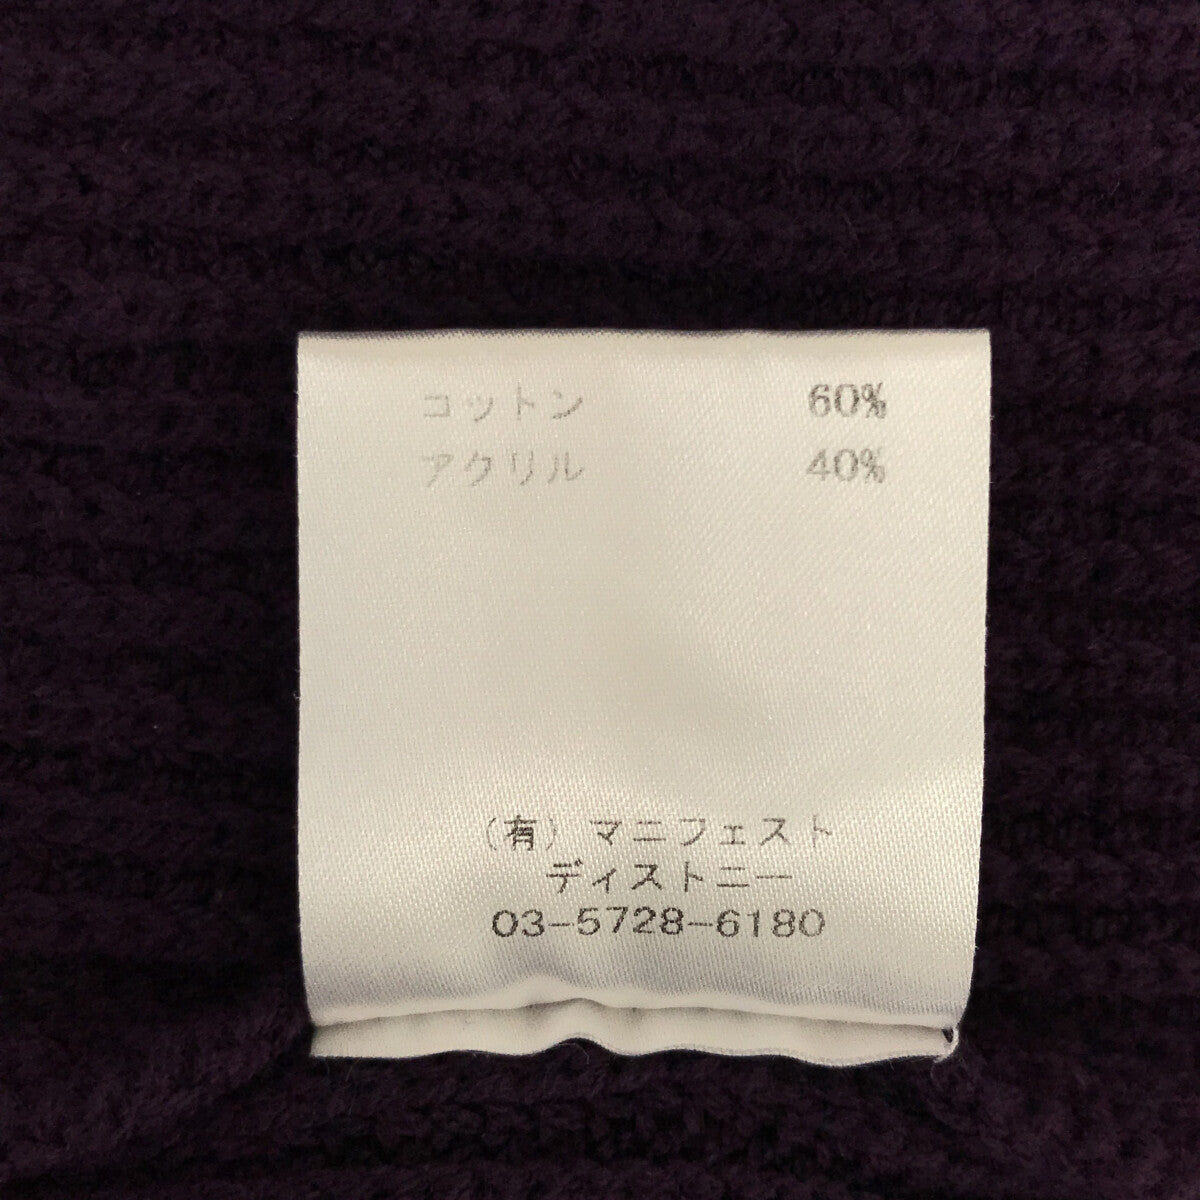 コットン 60%
アクリル 40%
(有) マニフェスト
ディストニー
03-5728-6180